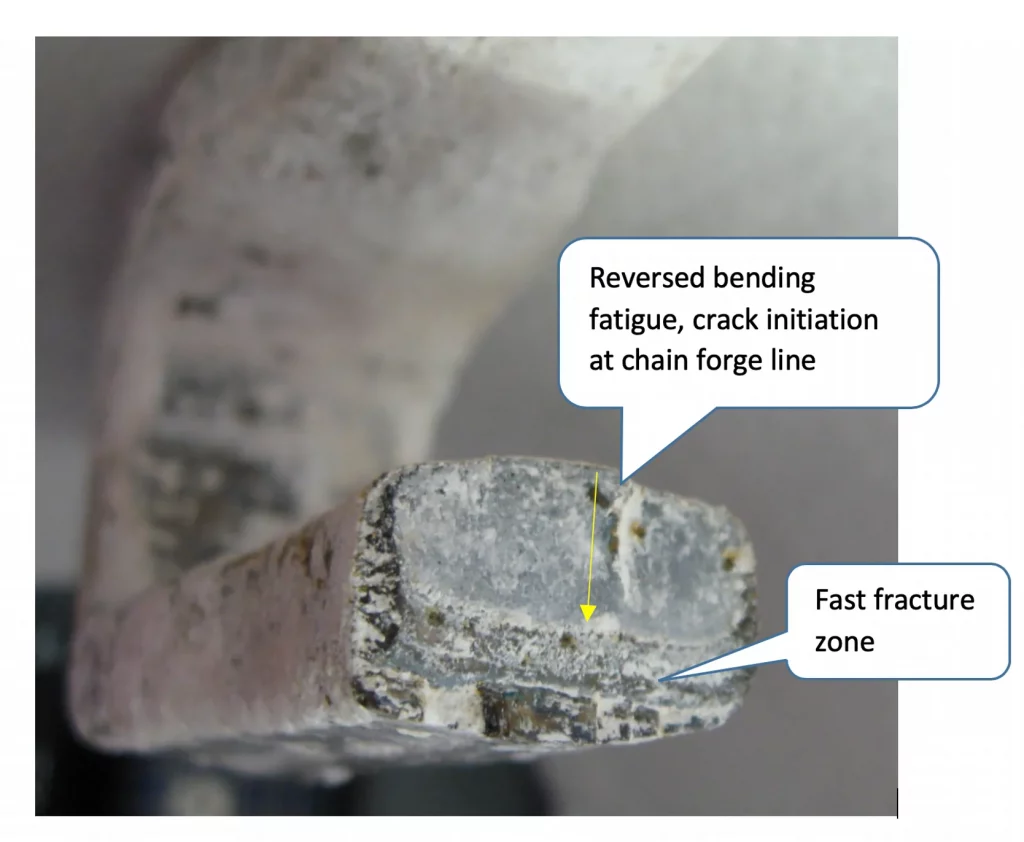 Reversed bending
fatigue, crack initiation
at chain forge line
Fast fracture
zone